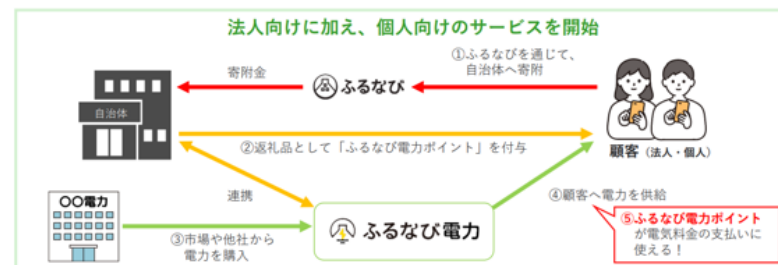 法人向けに加え、個人向けのサービスを開始
①ふるなびを通じて、
自治体へ寄附
寄附金
ふるなび
自治体
②返礼品として「ふるなび電力ポイント」を付与
顧客（法人・個人）
〇〇電力
連携
④顧客へ電力を供給
ふるなび電力
③市場や他社から
電力を購入
⑤ふるなび電力ポイント
が電気料金の支払いに
使える！